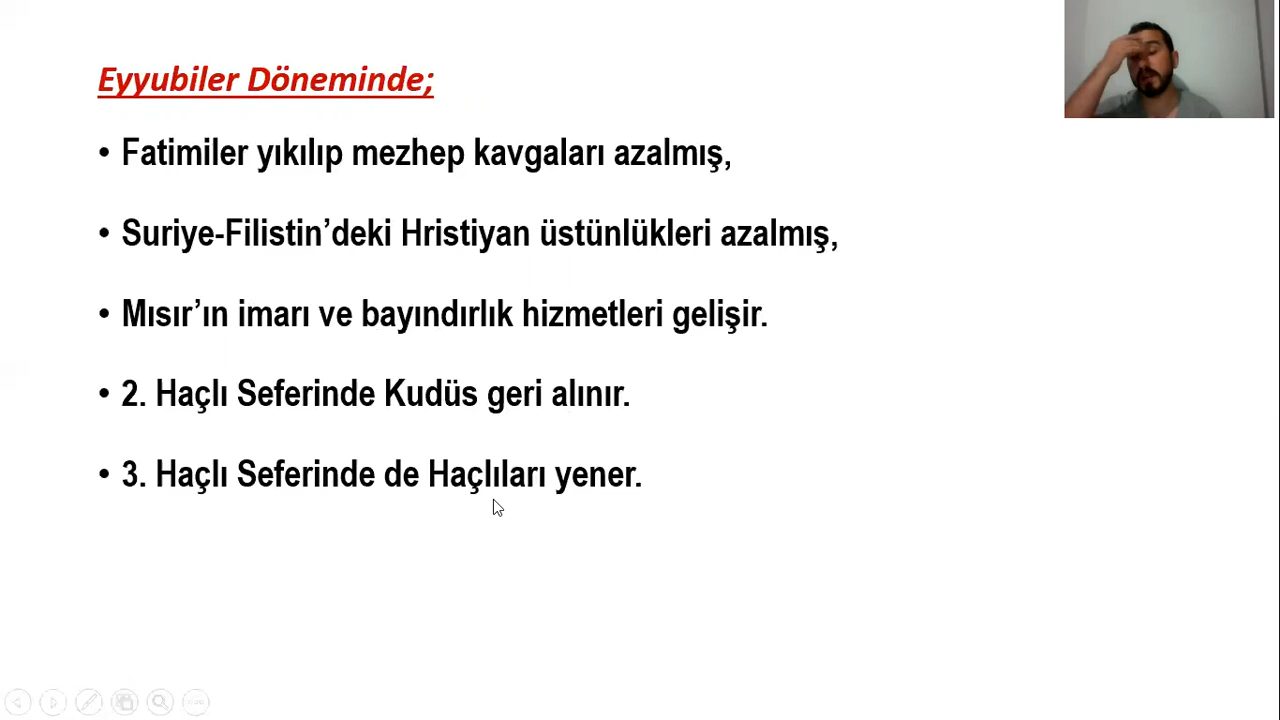 Eyyubiler Döneminde;
• Fatimiler yıkılıp mezhep kavgaları azalmış,
• Suriye-Filistin’deki Hristiyan üstünlükleri azalmış,
• Mısır’ın imarı ve bayındırlık hizmetleri gelişir.
• 2. Haçlı Seferinde Kudüs geri alınır.
• 3. Haçlı Seferinde de Haçlıları yener.